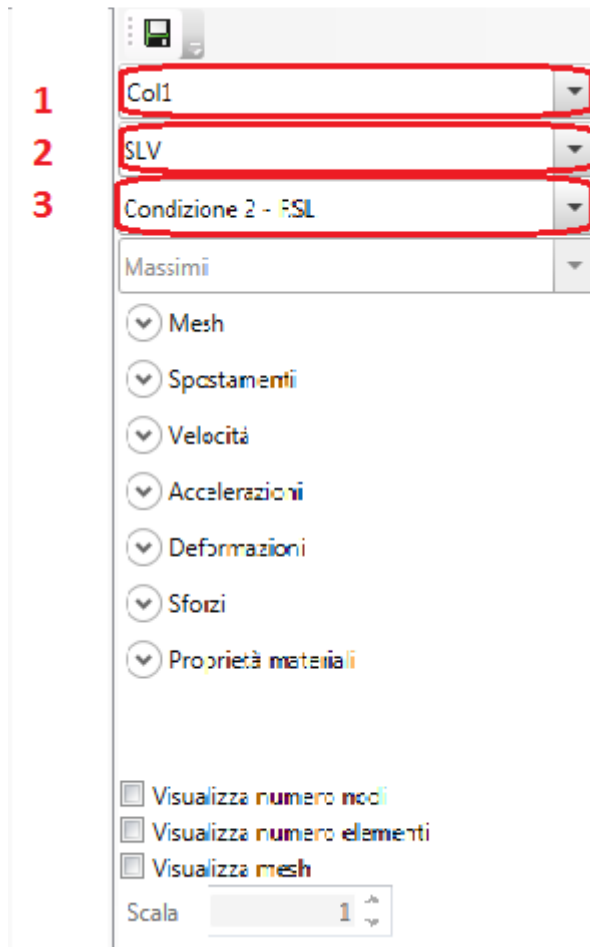 1
Col1
2
SLV
3
Condizione 2 - RSL
Massimi
Mesh
Spostamenti
Velocità
Accelerazioni
Deformazioni
Sforzi
Proprietà materiali
Visualizza numero nodi
Visualizza numero elementi
Visualizza mesh
Scala 1